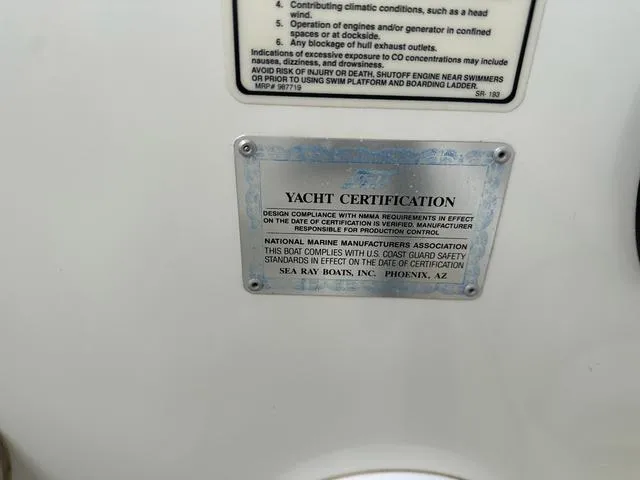 4. Contributing climatic conditions, such as a head
wind.
5. Operation of engines and/or generator in confined
spaces or at dockside.
6. Any blockage of hull exhaust outlets.
Indications of excessive exposure to CO concentrations may include
nausea, dizziness, and drowsiness.
AVOID RISK OF INJURY OR DEATH, SHUTOFF ENGINE NEAR SWIMMERS
OR PRIOR TO USING SWIM PLATFORM AND BOARDING LADDER.
MRP# 987719 SR- 193
YACHT CERTIFICATION
DESIGN COMPLIANCE WITH NMMA REQUIREMENTS IN EFFECT
ON THE DATE OF CERTIFICATION IS VERIFIED. MANUFACTURER
RESPONSIBLE FOR PRODUCTION CONTROL
NATIONAL MARINE MANUFACTURERS ASSOCIATION
THIS BOAT COMPLIES WITH U.S. COAST GUARD SAFETY
STANDARDS IN EFFECT ON THE DATE OF CERTIFICATION
SEA RAY BOATS, INC. PHOENIX, AZ